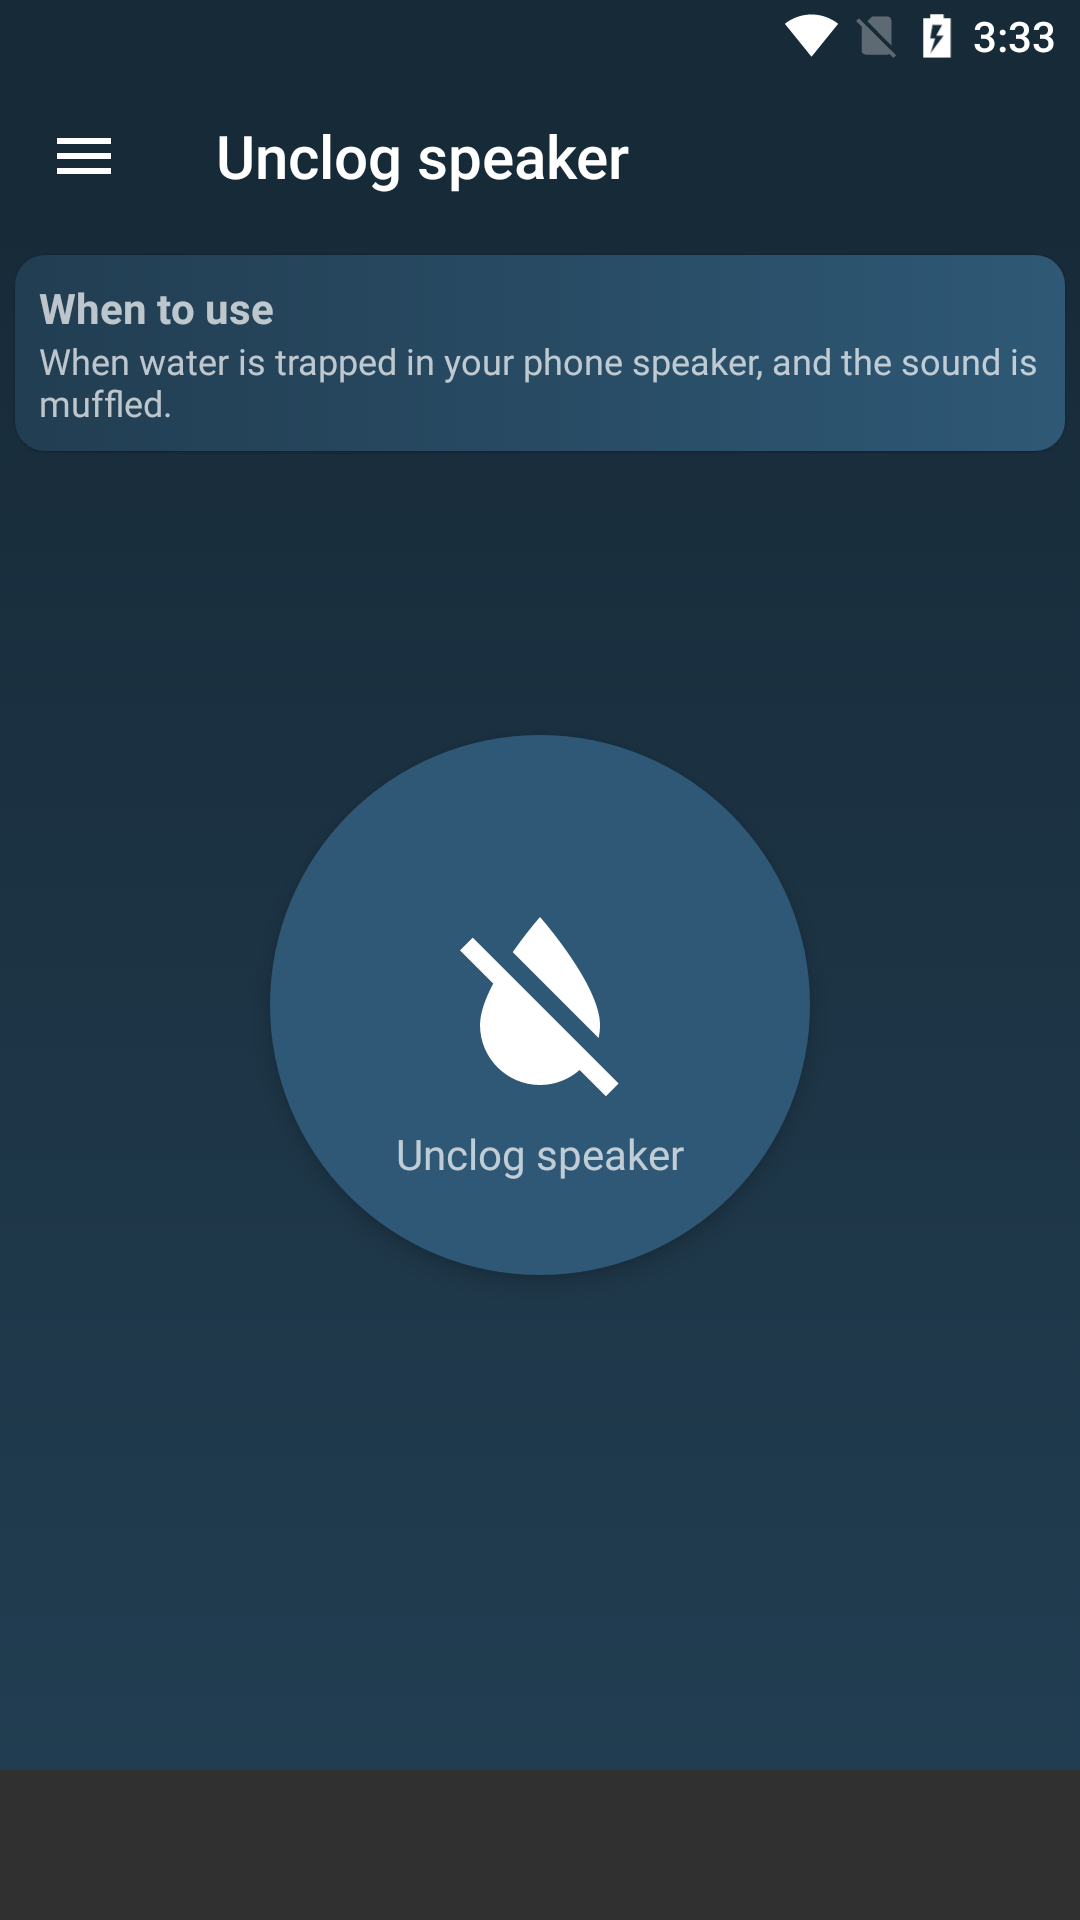 3:33
Unclog speaker
When to use
When water is trapped in your phone speaker, and the sound is
muffled.
Unclog speaker